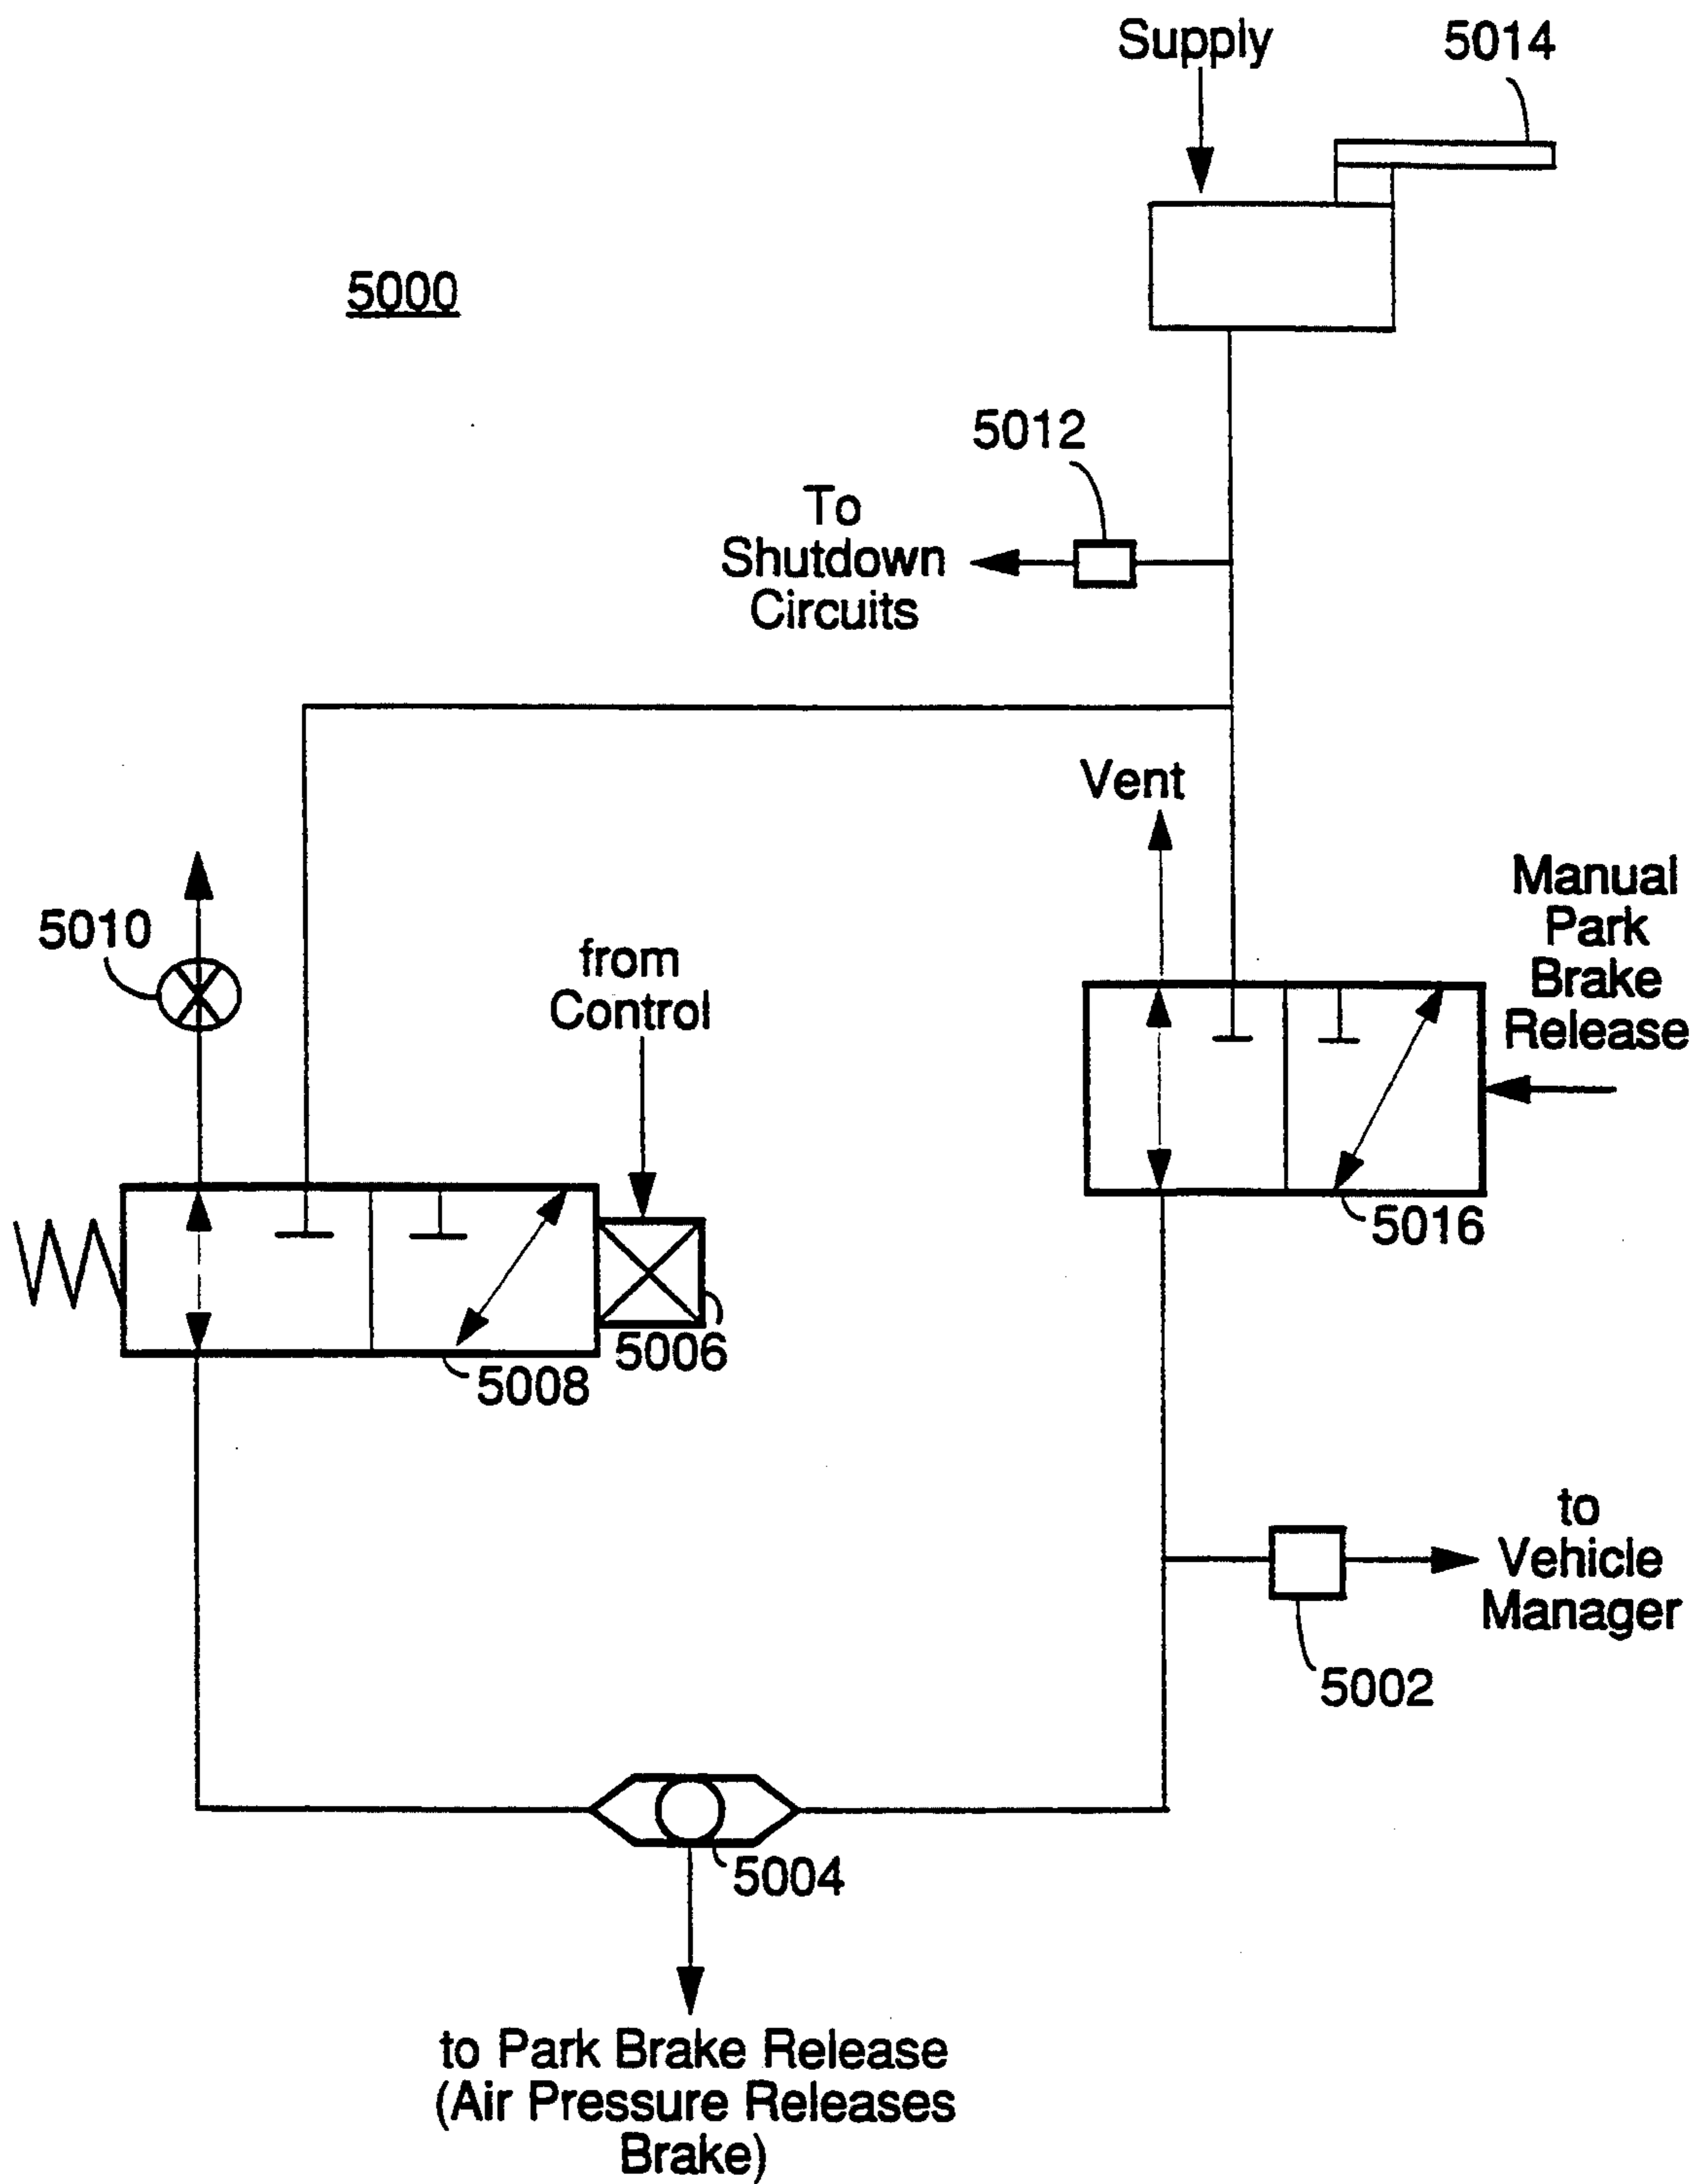 Supply
5014
5000
5012
To
Shutdown
Circuits
Vent
Manual
Park
Brake
Release
5010
from
Control
5016
5006
5008
to
Vehicle
Manager
5002
5004
to Park Brake Release
(Air Pressure Releases
Brake)